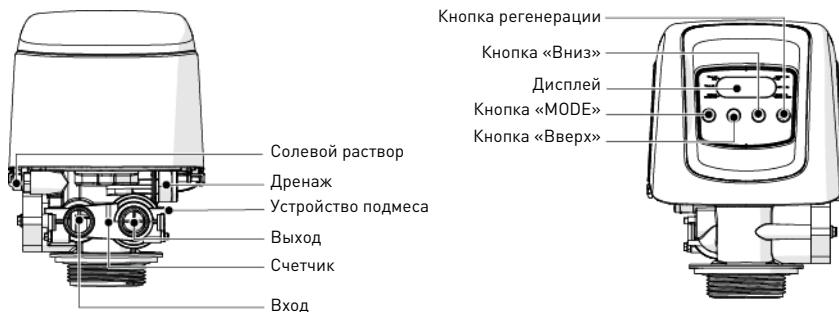 Солевой раствор
Дренаж
Устройство подмеса
Выход
Счетчик
Вход
Кнопка регенерации
Кнопка «Вниз»
Дисплей
Кнопка «MODE»
Кнопка «Вверх»